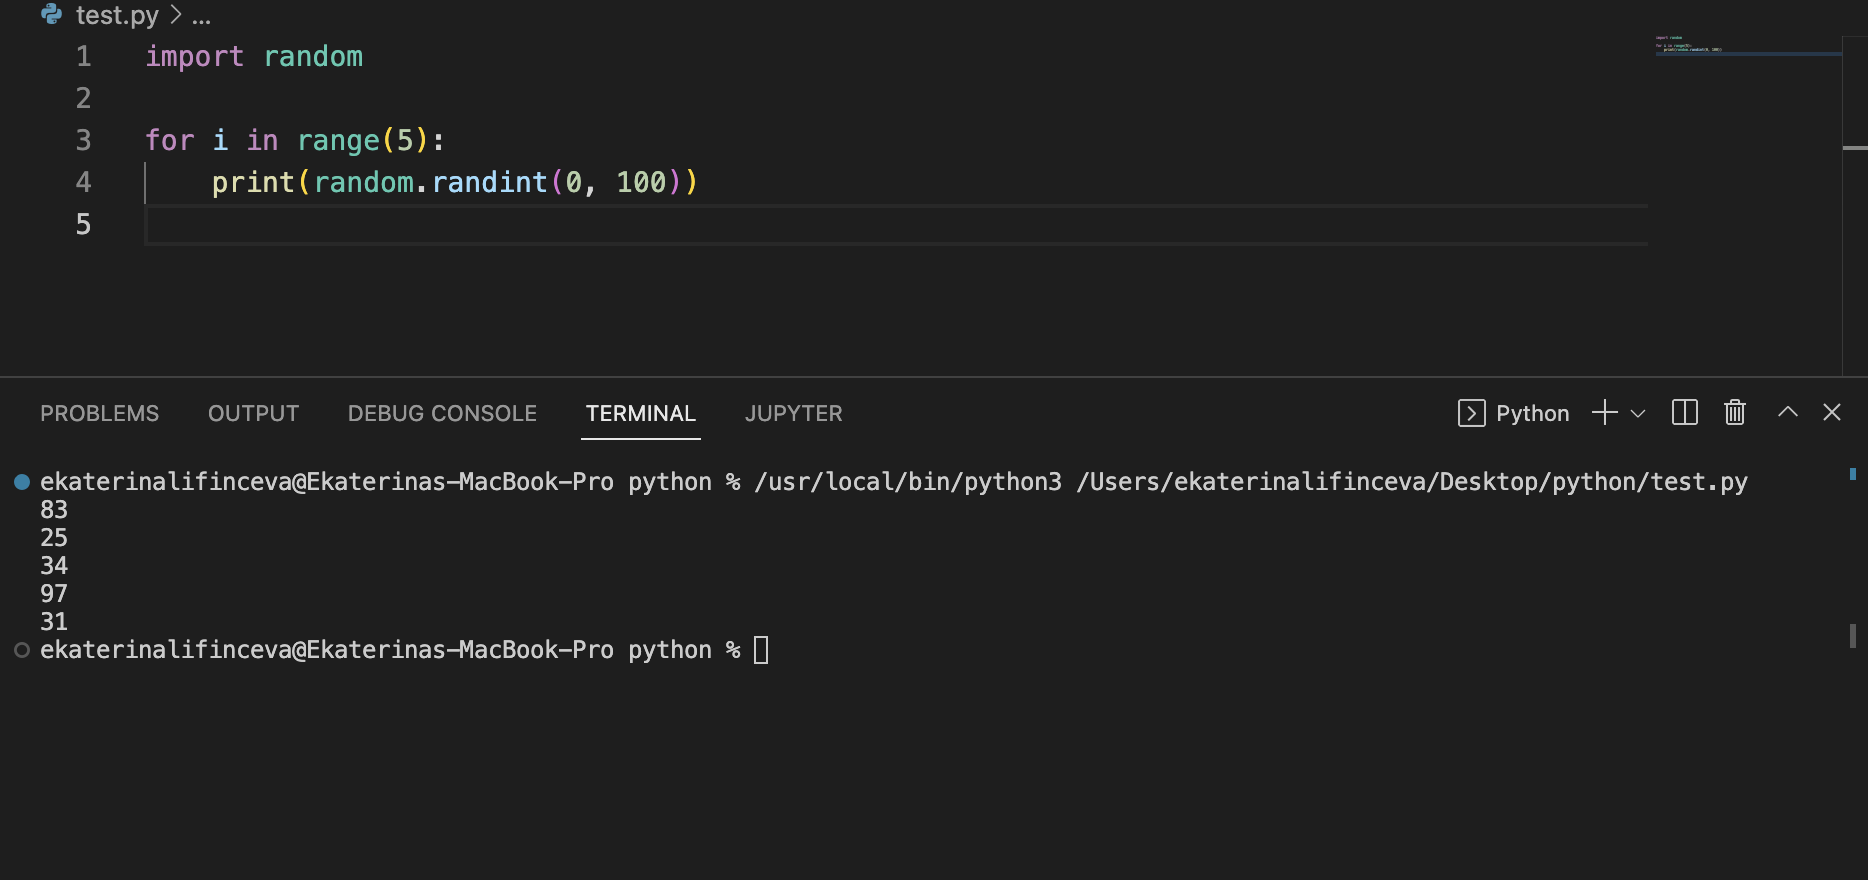 test.py > ...
1 import random
2
3 for i in range(5):
4     print(random.randint(0, 100))
5
PROBLEMS OUTPUT DEBUG CONSOLE TERMINAL JUPYTER Python
ekaterinalifinceva@Ekaterinas-MacBook-Pro python % /usr/local/bin/python3 /Users/ekaterinalifinceva/Desktop/python/test.py
83
25
34
97
31
ekaterinalifinceva@Ekaterinas-MacBook-Pro python %